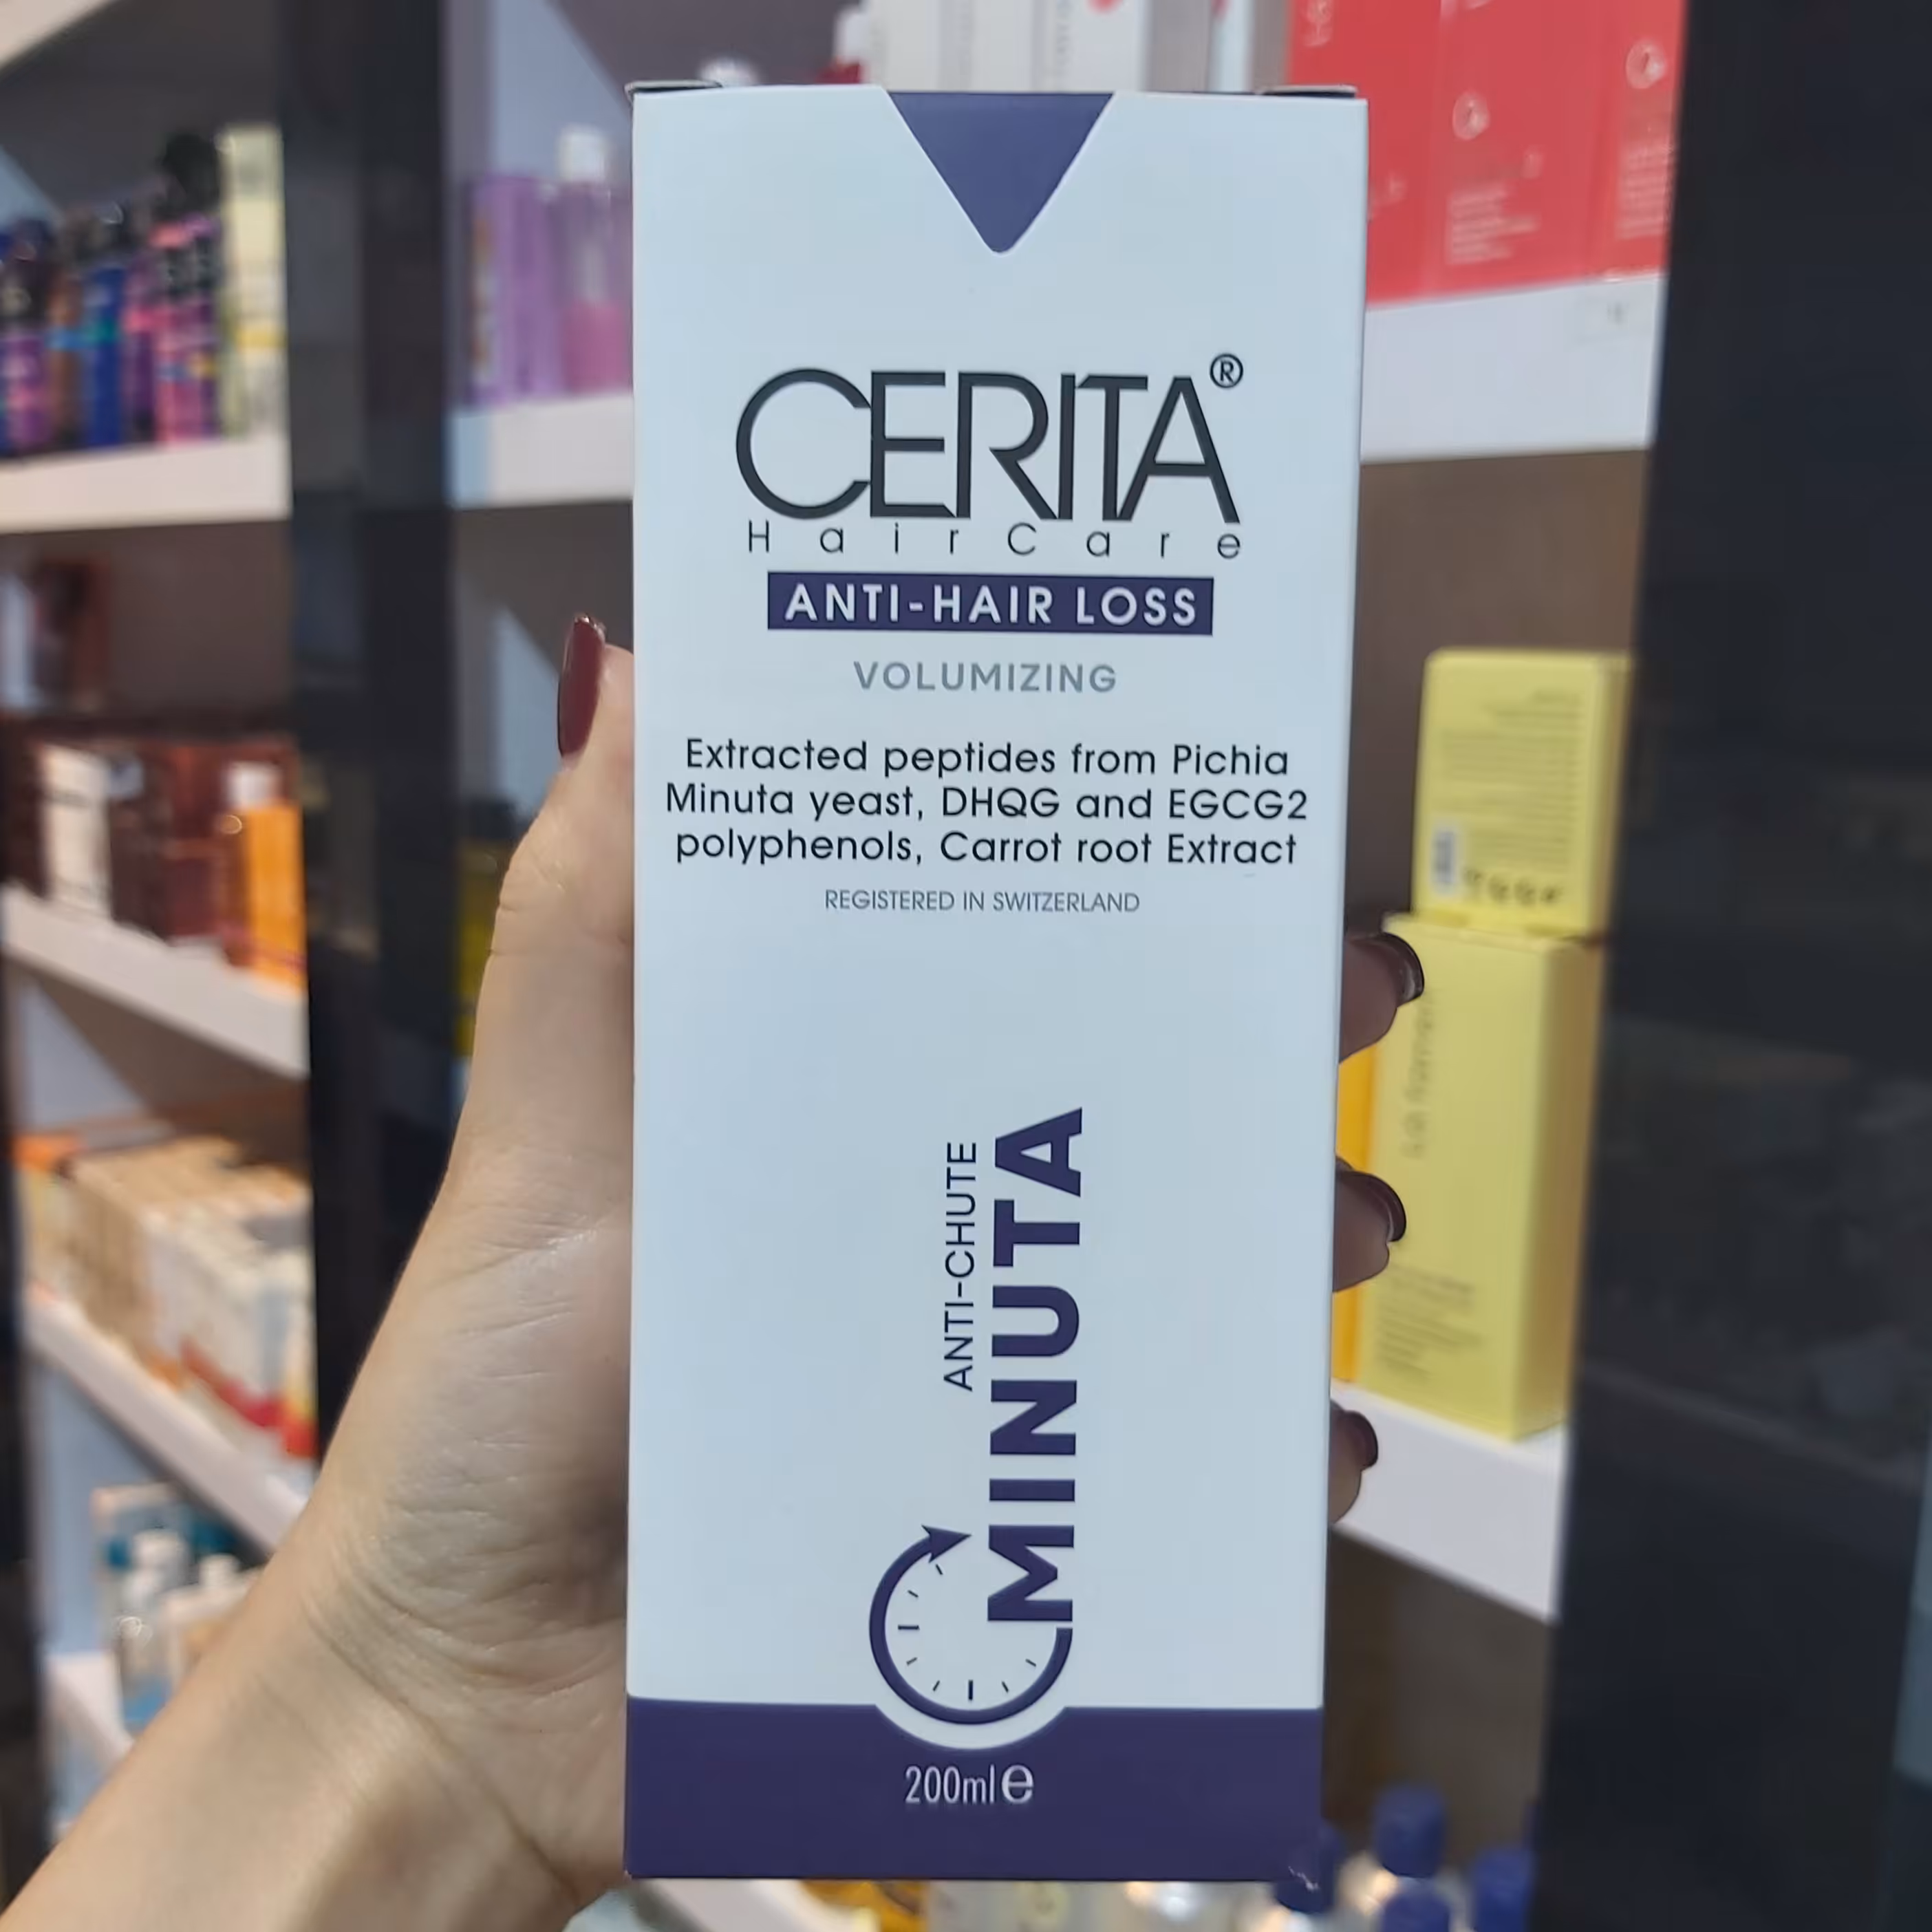 CERITA®
HairCare
ANTI-HAIR LOSS
VOLUMIZING
Extracted peptides from Pichia
Minuta yeast, DHQG and EGCG2
polyphenols, Carrot root Extract
REGISTERED IN SWITZERLAND
ANTI-CHUTE
MINUTA
200ml e